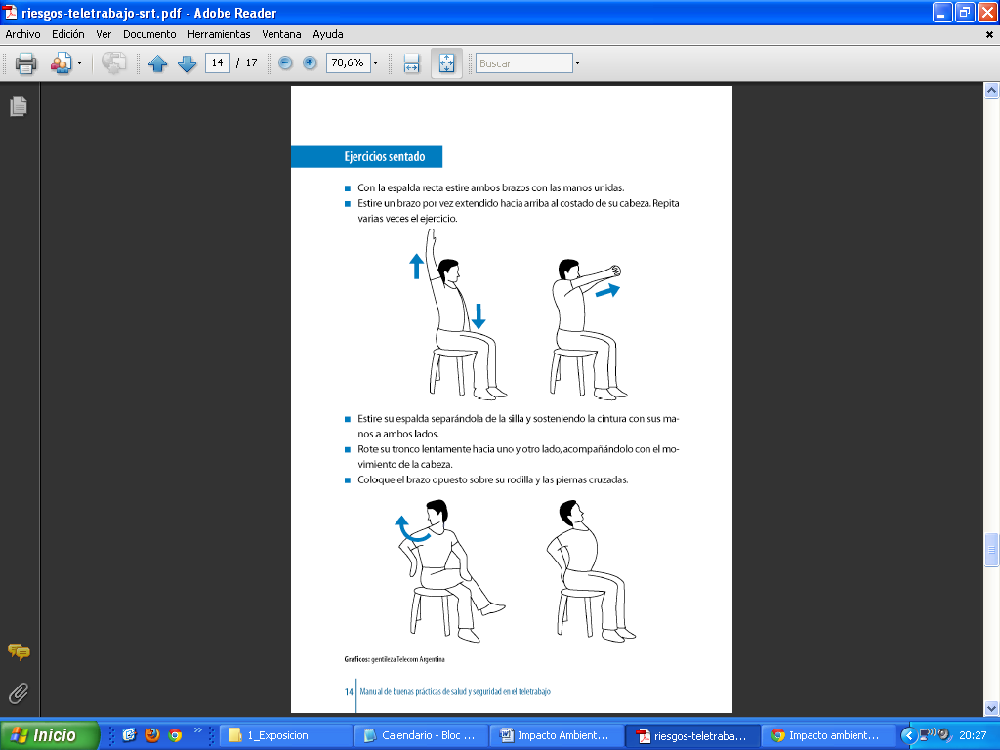 riesgos-teletrabajo-srt.pdf - Adobe Reader
Archivo Edición Ver Documento Herramientas Ventana Ayuda
14 / 17 70,6% Buscar
Ejercicios sentado
Con la espalda recta estire ambos brazos con las manos unidas.
Estire un brazo por vez extendido hacia arriba al costado de su cabeza. Repita
varias veces el ejercicio.
Estire su espalda separándola de la silla y sosteniendo la cintura con sus ma-
nos a ambos lados.
Rote su tronco lentamente hacia uno y otro lado, acompañándolo con el mo-
vimiento de la cabeza.
Coloque el brazo opuesto sobre su rodilla y las piernas cruzadas.
Graficos: gentileza Telecom Argentina
14 Manual de buenas prácticas de salud y seguridad en el teletrabajo
Inicio 1_Exposicion Calendario - Bloc ... Impacto Ambient... riesgos-teletraba... Impacto ambient... 20:27